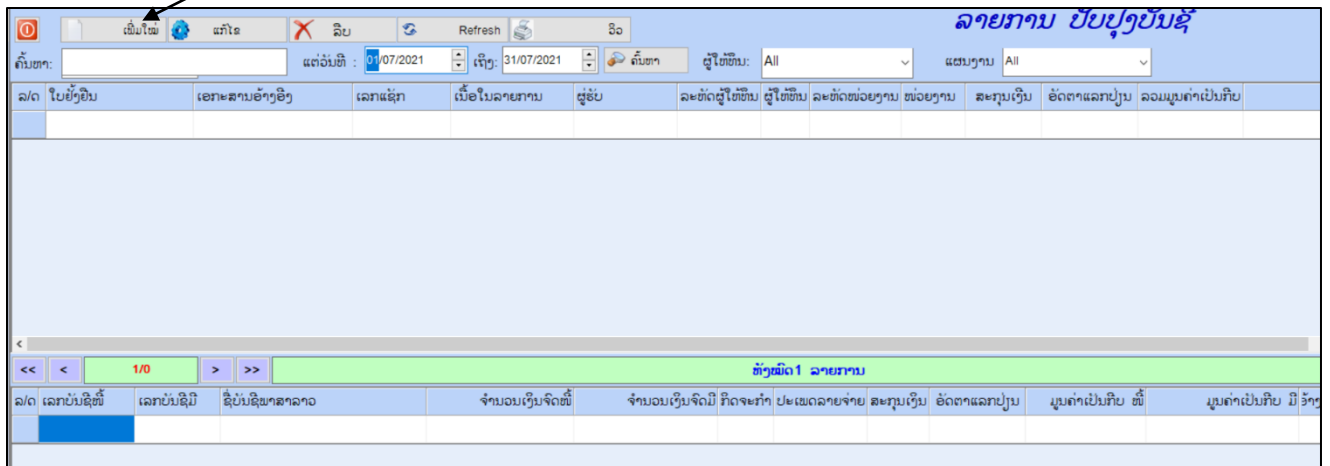 ເພີ່ມໃໝ່ ແກ້ໄຂ ລຶບ Refresh ວິວ ລາຍການ ປັບປຸງບັນຊີ
ຄົ້ນຫາ: ແຕ່ວັນທີ : 01/07/2021 ເຖິງ: 31/07/2021 ຄົ້ນຫາ ຜູ້ໃຫ້ທຶນ: All ແຜນງານ All
ລ/ດ ໃບຢັ້ງຢືນ ເອກະສານອ້າງອີງ ເລກແຊັກ ເນື້ອໃນລາຍການ ຜູ່ຮັບ ລະຫັດຜູ້ໃຫ້ທຶນ ຜູ້ໃຫ້ທຶນ ລະຫັດໜ່ວຍງານ ໜ່ວຍງານ ສະກຸນເງິນ ອັດຕາແລກປ່ຽນ ລວມມູນຄ່າເປັນກີບ
<
<< < 1/0 > >> ທັງໝົດ1 ລາຍການ
ລ/ດ ເລກບັນຊີໜີ້ ເລກບັນຊີມີ ຊື່ບັນຊີພາສາລາວ ຈຳນວນເງິນຈົດໜີ້ ຈຳນວນເງິນຈົດມີ ກິດຈະກຳ ປະເພດລາຍຈ່າຍ ສະກຸນເງິນ ອັດຕາແລກປ່ຽນ ມູນຄ່າເປັນກີບ ໜີ້ ມູນຄ່າເປັນກີບ ມີ